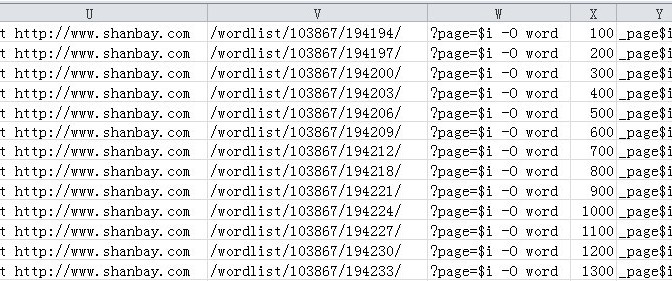 U V W X Y
t http://www.shanbay.com /wordlist/103867/194194/ ?page=$i -O word 100 _page$i
t http://www.shanbay.com /wordlist/103867/194197/ ?page=$i -O word 200 _page$i
t http://www.shanbay.com /wordlist/103867/194200/ ?page=$i -O word 300 _page$i
t http://www.shanbay.com /wordlist/103867/194203/ ?page=$i -O word 400 _page$i
t http://www.shanbay.com /wordlist/103867/194206/ ?page=$i -O word 500 _page$i
t http://www.shanbay.com /wordlist/103867/194209/ ?page=$i -O word 600 _page$i
t http://www.shanbay.com /wordlist/103867/194212/ ?page=$i -O word 700 _page$i
t http://www.shanbay.com /wordlist/103867/194218/ ?page=$i -O word 800 _page$i
t http://www.shanbay.com /wordlist/103867/194221/ ?page=$i -O word 900 _page$i
t http://www.shanbay.com /wordlist/103867/194224/ ?page=$i -O word 1000 _page$i
t http://www.shanbay.com /wordlist/103867/194227/ ?page=$i -O word 1100 _page$i
t http://www.shanbay.com /wordlist/103867/194230/ ?page=$i -O word 1200 _page$i
t http://www.shanbay.com /wordlist/103867/194233/ ?page=$i -O word 1300 _page$i